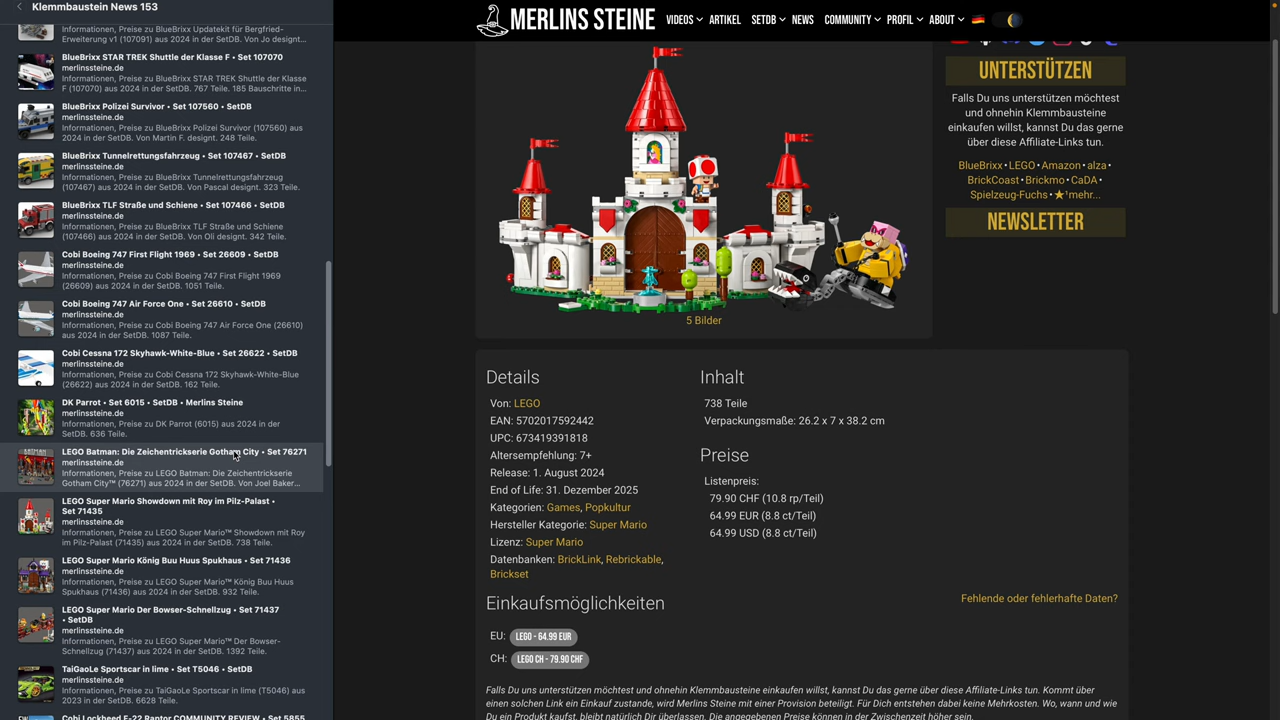 Klemmbaustein News 153
Informationen, Preise zu BlueBrixx Updatekit für Bergfried-
Erweiterung v1 (107091) aus 2024 in der SetDB. Von Jo designt...
BlueBrixx STAR TREK Shuttle der Klasse F • Set 107070
merlinssteine.de
Informationen, Preise zu BlueBrixx STAR TREK Shuttle der Klasse
F (107070) aus 2024 in der SetDB. 767 Teile. 185 Bauschritte in...
BlueBrixx Polizei Survivor • Set 107560 • SetDB
merlinssteine.de
Informationen, Preise zu BlueBrixx Polizei Survivor (107560) aus
2024 in der SetDB. Von Martin F. designt. 248 Teile.
BlueBrixx Tunnelrettungsfahrzeug • Set 107467 • SetDB
merlinssteine.de
Informationen, Preise zu BlueBrixx Tunnelrettungsfahrzeug
(107467) aus 2024 in der SetDB. Von Pascal designt. 323 Teile.
BlueBrixx TLF Straße und Schiene • Set 107466 • SetDB
merlinssteine.de
Informationen, Preise zu BlueBrixx TLF Straße und Schiene
(107466) aus 2024 in der SetDB. Von Oli designt. 342 Teile.
Cobi Boeing 747 First Flight 1969 • Set 26609 • SetDB
merlinssteine.de
Informationen, Preise zu Cobi Boeing 747 First Flight 1969
(26609) aus 2024 in der SetDB. 1051 Teile.
Cobi Boeing 747 Air Force One • Set 26610 • SetDB
merlinssteine.de
Informationen, Preise zu Cobi Boeing 747 Air Force One (26610)
aus 2024 in der SetDB. 1087 Teile.
Cobi Cessna 172 Skyhawk-White-Blue • Set 26622 • SetDB
merlinssteine.de
Informationen, Preise zu Cobi Cessna 172 Skyhawk-White-Blue
(26622) aus 2024 in der SetDB. 162 Teile.
DK Parrot • Set 6015 • SetDB • Merlins Steine
merlinssteine.de
Informationen, Preise zu DK Parrot (6015) aus 2024 in der
SetDB. 636 Teile.
LEGO Batman: Die Zeichentrickserie Gotham City • Set 76271
merlinssteine.de
Informationen, Preise zu LEGO Batman: Die Zeichentrickserie
Gotham City™ (76271) aus 2024 in der SetDB. Von Joel Baker...
LEGO Super Mario Showdown mit Roy im Pilz-Palast •
Set 71435
merlinssteine.de
Informationen, Preise zu LEGO Super Mario™ Showdown mit Roy
im Pilz-Palast (71435) aus 2024 in der SetDB. 738 Teile.
LEGO Super Mario König Buu Huus Spukhaus • Set 71436
merlinssteine.de
Informationen, Preise zu LEGO Super Mario™ König Buu Huus
Spukhaus (71436) aus 2024 in der SetDB. 932 Teile.
LEGO Super Mario Der Bowser-Schnellzug • Set 71437
• SetDB
merlinssteine.de
Informationen, Preise zu LEGO Super Mario™ Der Bowser-
Schnellzug (71437) aus 2024 in der SetDB. 1392 Teile.
TaiGaoLe Sportscar in lime • Set T5046 • SetDB
merlinssteine.de
Informationen, Preise zu TaiGaoLe Sportscar in lime (T5046) aus
2023 in der SetDB. 6628 Teile.
Cobi Lockheed F-22 Raptor COMMUNITY REVIEW • Set 5855
MERLINS STEINE
VIDEOS ARTIKEL SETDB NEWS COMMUNITY PROFIL ABOUT
5 Bilder
Details
Von: LEGO
EAN: 5702017592442
UPC: 673419391818
Altersempfehlung: 7+
Release: 1. August 2024
End of Life: 31. Dezember 2025
Kategorien: Games, Popkultur
Hersteller Kategorie: Super Mario
Lizenz: Super Mario
Datenbanken: BrickLink, Rebrickable,
Brickset
Inhalt
738 Teile
Verpackungsmaße: 26.2 x 7 x 38.2 cm
Preise
Listenpreis:
79.90 CHF (10.8 rp/Teil)
64.99 EUR (8.8 ct/Teil)
64.99 USD (8.8 ct/Teil)
Einkaufsmöglichkeiten
Fehlende oder fehlerhafte Daten?
EU: LEGO - 64.99 EUR
CH: LEGO CH - 79.90 CHF
Falls Du uns unterstützen möchtest und ohnehin Klemmbausteine einkaufen willst, kannst Du das gerne über diese Affiliate-Links tun. Kommt über
einen solchen Link ein Einkauf zustande, wird Merlins Steine mit einer Provision beteiligt. Für Dich entstehen dabei keine Mehrkosten. Wo, wann und wie
Du ein Produkt kaufst, bleibt natürlich Dir überlassen. Die angegebenen Preise können in der Zwischenzeit höher sein.
UNTERSTÜTZEN
Falls Du uns unterstützen möchtest
und ohnehin Klemmbausteine
einkaufen willst, kannst Du das gerne
über diese Affiliate-Links tun.
BlueBrixx • LEGO • Amazon • alza •
BrickCoast • Brickmo • CaDA •
Spielzeug-Fuchs • ★¹mehr...
NEWSLETTER